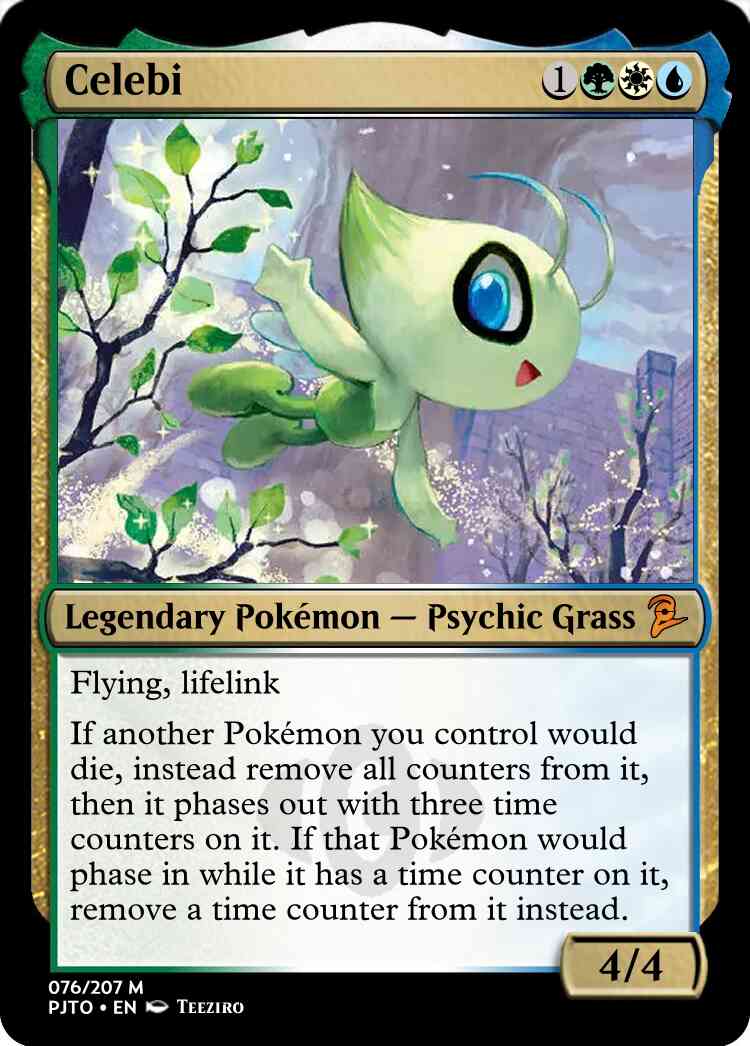 Celebi 1
Legendary Pokémon — Psychic Grass
Flying, lifelink
If another Pokémon you control would
die, instead remove all counters from it,
then it phases out with three time
counters on it. If that Pokémon would
phase in while it has a time counter on it,
remove a time counter from it instead.
4/4
076/207 M
PJTO • EN TEEZIRO